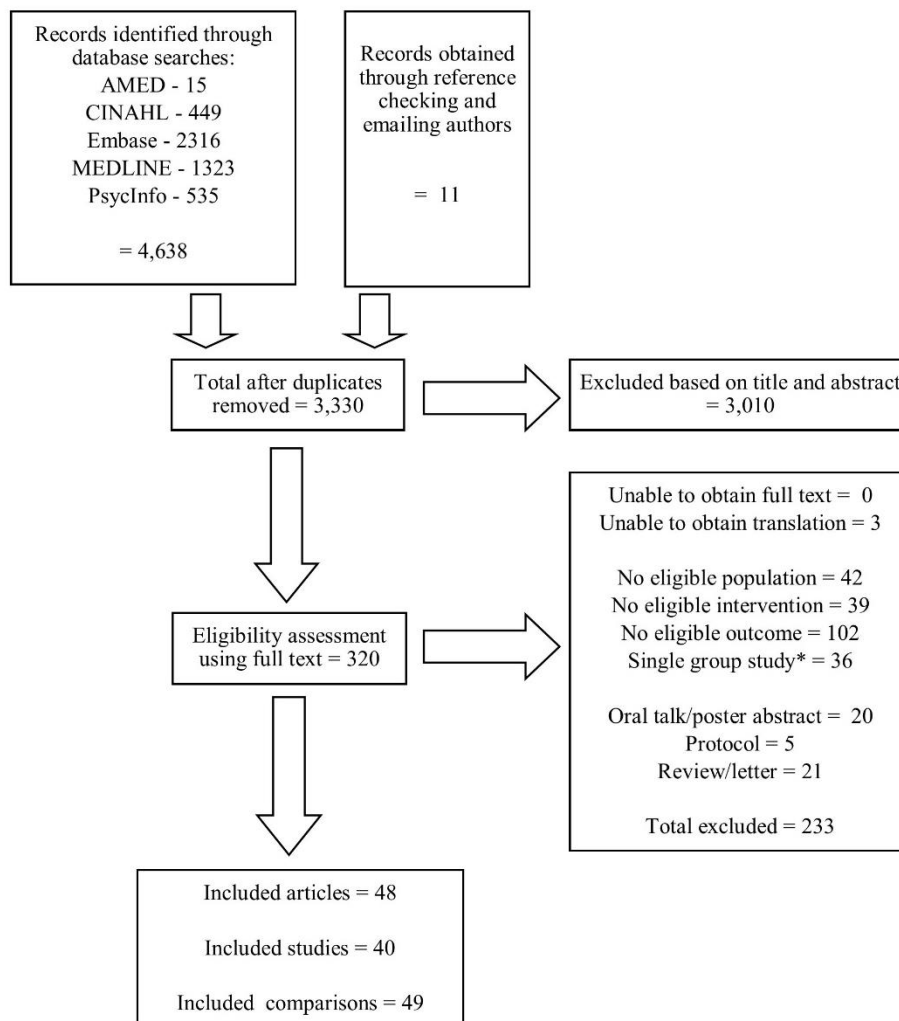 Records identified through
database searches:
AMED - 15
CINAHL - 449
Embase - 2316
MEDLINE - 1323
PsycInfo - 535
= 4,638
Records obtained
through reference
checking and
emailing authors
= 11
Total after duplicates
removed = 3,330
Excluded based on title and abstract
= 3,010
Eligibility assessment
using full text = 320
Unable to obtain full text = 0
Unable to obtain translation = 3
No eligible population = 42
No eligible intervention = 39
No eligible outcome = 102
Single group study* = 36
Oral talk/poster abstract = 20
Protocol = 5
Review/letter = 21
Total excluded = 233
Included articles = 48
Included studies = 40
Included comparisons = 49